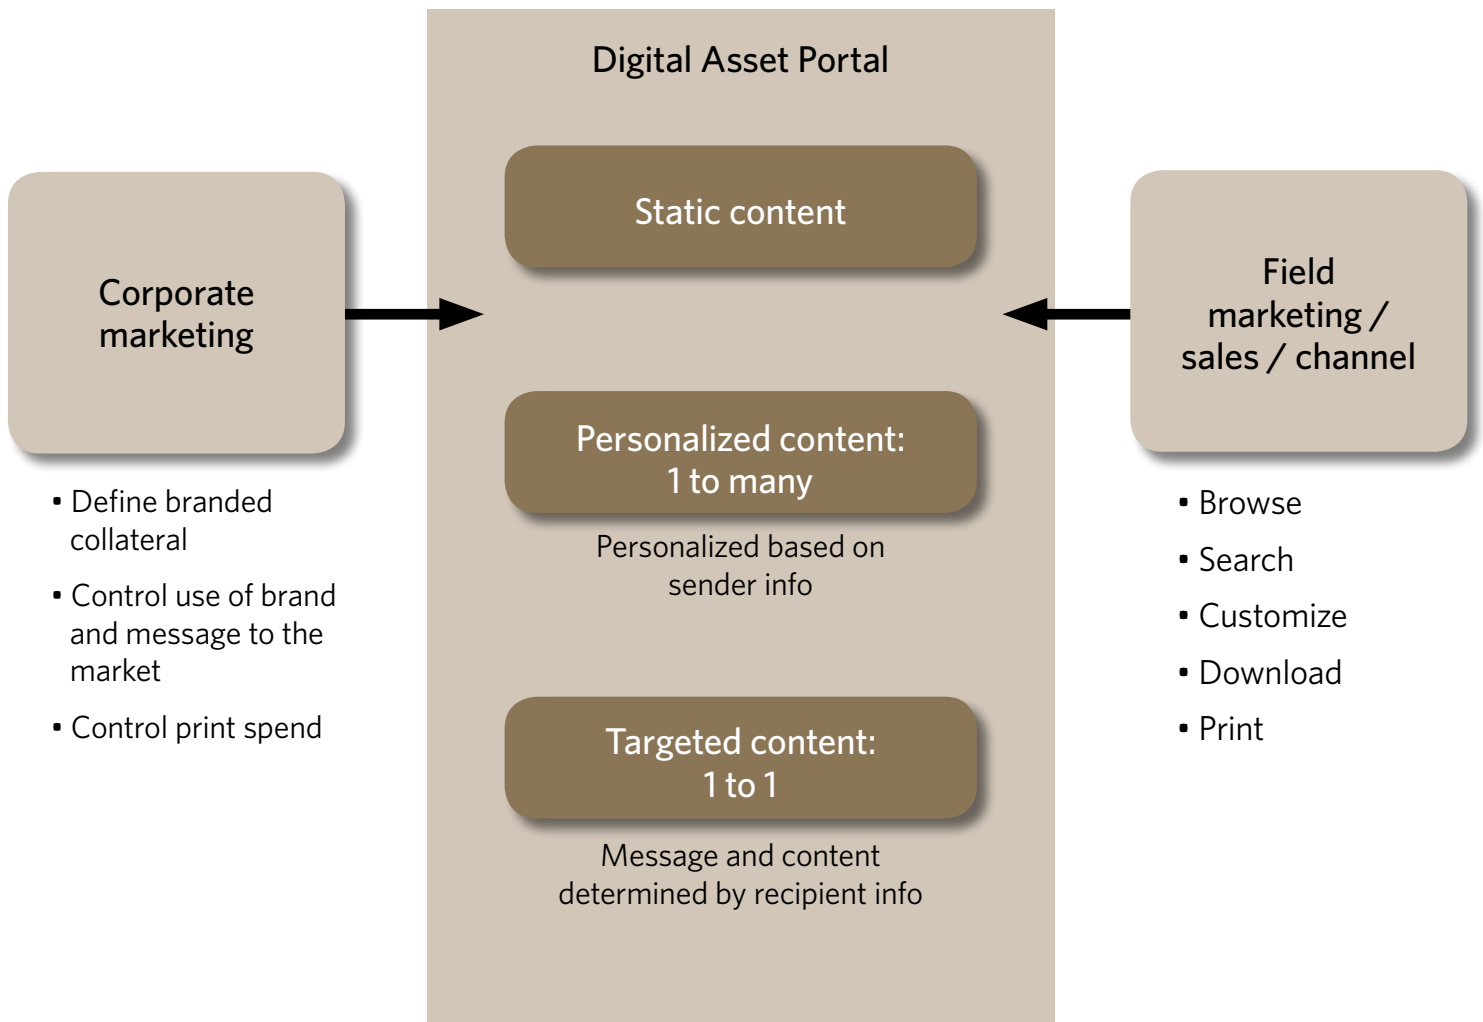 Digital Asset Portal
Corporate
marketing
• Define branded
collateral
• Control use of brand
and message to the
market
• Control print spend
Static content
Personalized content:
1 to many
Personalized based on
sender info
Targeted content:
1 to 1
Message and content
determined by recipient info
Field
marketing /
sales / channel
• Browse
• Search
• Customize
• Download
• Print